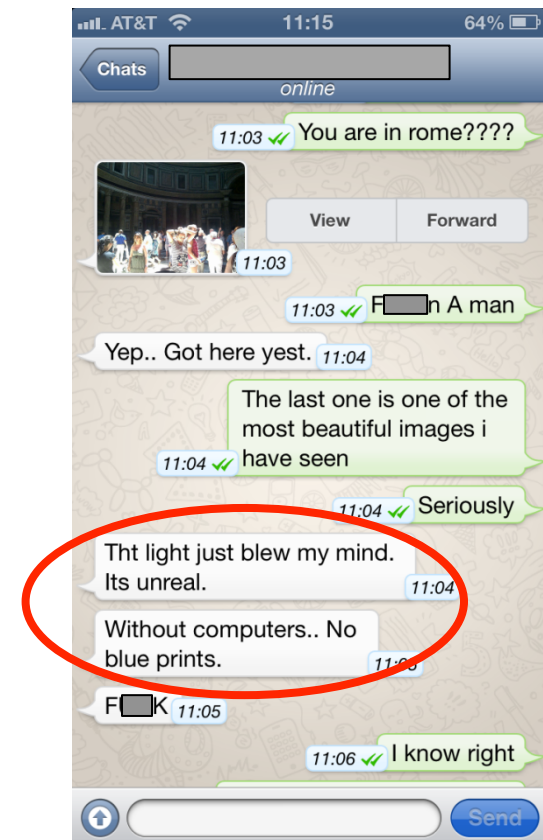 AT&T 11:15 64%
Chats
online
11:03 You are in rome????
View Forward
11:03
11:03 F n A man
Yep.. Got here yest. 11:04
The last one is one of the
most beautiful images i
11:04 have seen
11:04 Seriously
Tht light just blew my mind.
Its unreal. 11:04
Without computers.. No
blue prints.
F K 11:05
11:06 I know right
Send